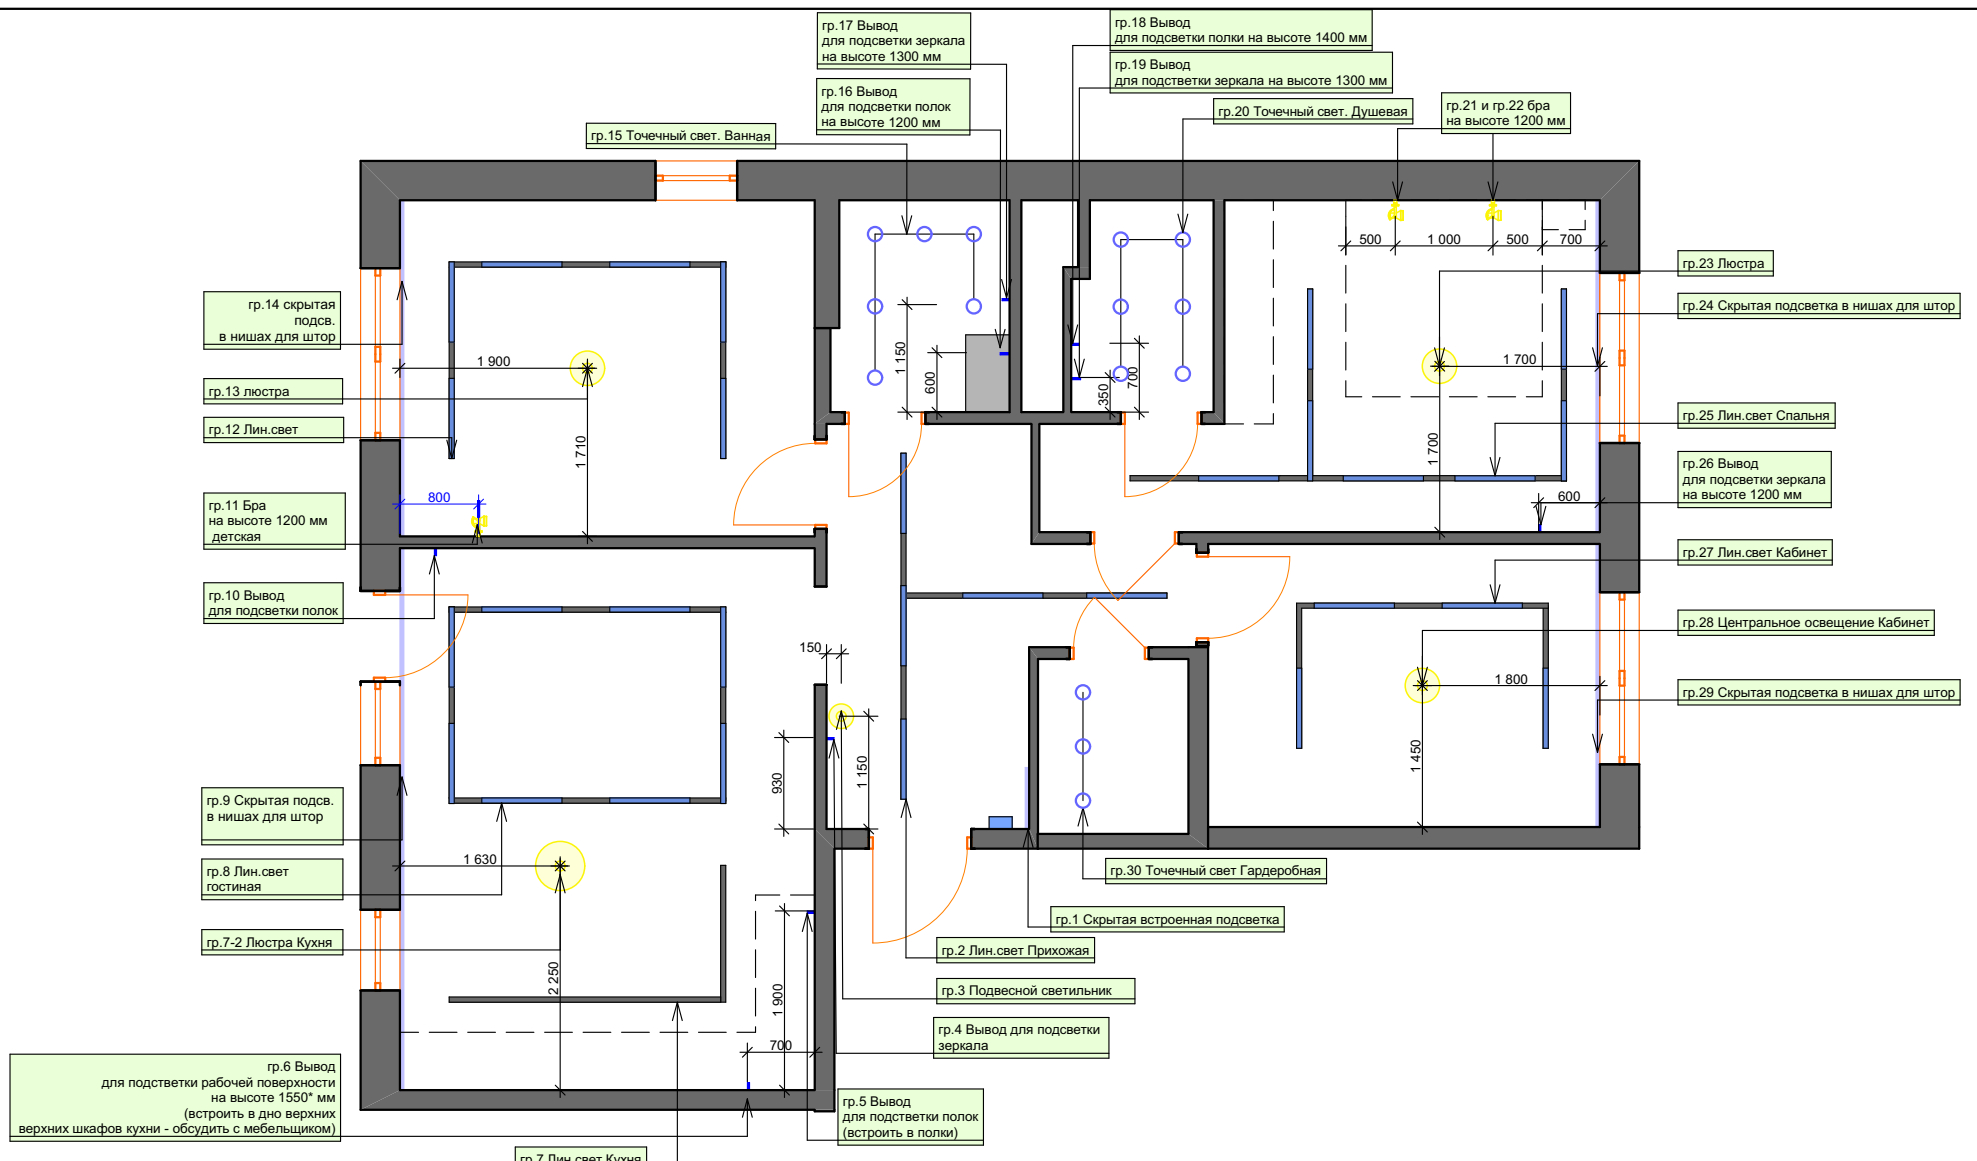 гр.17 Вывод
для подсветки зеркала
на высоте 1300 мм
гр.18 Вывод
для подсветки полки на высоте 1400 мм
гр.19 Вывод
для подстветки зеркала на высоте 1300 мм
гр.16 Вывод
для подсветки полок
на высоте 1200 мм
гр.20 Точечный свет. Душевая
гр.21 и гр.22 бра
на высоте 1200 мм
гр.15 Точечный свет. Ванная
500
1 000
500
700
гр.23 Люстра
гр.14 скрытая
подсв.
в нишах для штор
гр.24 Скрытая подсветка в нишах для штор
1 900
1 150
600
350
700
1 700
гр.13 люстра
гр.12 Лин.свет
1 710
1 700
гр.25 Лин.свет Спальня
гр.26 Вывод
для подсветки зеркала
на высоте 1200 мм
800
600
гр.11 Бра
на высоте 1200 мм
детская
гр.27 Лин.свет Кабинет
гр.10 Вывод
для подсветки полок
гр.28 Центральное освещение Кабинет
150
1 800
гр.29 Скрытая подсветка в нишах для штор
930
1 150
1 450
гр.9 Скрытая подсв.
в нишах для штор
1 630
гр.8 Лин.свет
гостиная
гр.30 Точечный свет Гардеробная
гр.1 Скрытая встроенная подсветка
гр.7-2 Люстра Кухня
гр.2 Лин.свет Прихожая
2 250
1 900
гр.3 Подвесной светильник
гр.4 Вывод для подсветки
зеркала
700
гр.6 Вывод
для подстветки рабочей поверхности
на высоте 1550* мм
(встроить в дно верхних
верхних шкафов кухни - обсудить с мебельщиком)
гр.5 Вывод
для подстветки полок
(встроить в полки)
гр.7 Лин.свет Кухня